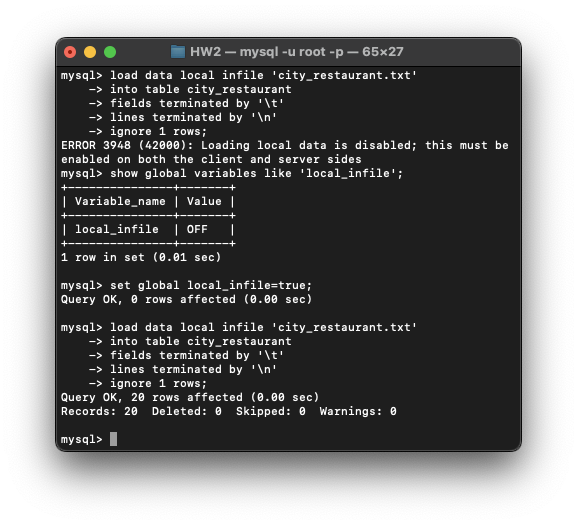 HW2 — mysql -u root -p — 65×27
mysql> load data local infile 'city_restaurant.txt'
    -> into table city_restaurant
    -> fields terminated by '\t'
    -> lines terminated by '\n'
    -> ignore 1 rows;
ERROR 3948 (42000): Loading local data is disabled; this must be
enabled on both the client and server sides
mysql> show global variables like 'local_infile';
+---------------+-------+
| Variable_name | Value |
+---------------+-------+
| local_infile  | OFF   |
+---------------+-------+
1 row in set (0.01 sec)
mysql> set global local_infile=true;
Query OK, 0 rows affected (0.00 sec)
mysql> load data local infile 'city_restaurant.txt'
    -> into table city_restaurant
    -> fields terminated by '\t'
    -> lines terminated by '\n'
    -> ignore 1 rows;
Query OK, 20 rows affected (0.00 sec)
Records: 20  Deleted: 0  Skipped: 0  Warnings: 0
mysql>